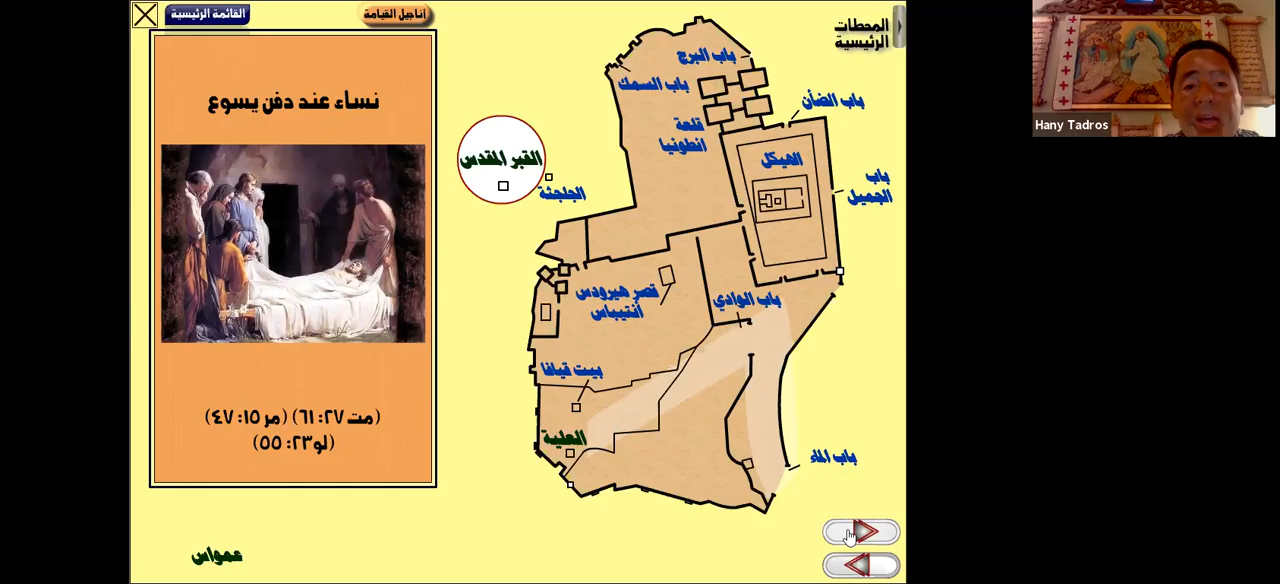 القائمة الرئيسية
أناجيل القيامة
المحطات
الرئيسية
نساء عند دفن يسوع
(مت ٢٧: ٦١) (مر ١٥: ٤٧)
(لو ٢٣: ٥٥)
عمواس
باب البرج
باب السمك
باب الضأن
قلعة
انطونيا
الهيكل
باب
الجميل
القبر المقدس
الجلجثة
قصر هيرودس
أنتيباس
باب الوادي
بيت قيافا
العلية
باب الماء
Hany Tadros